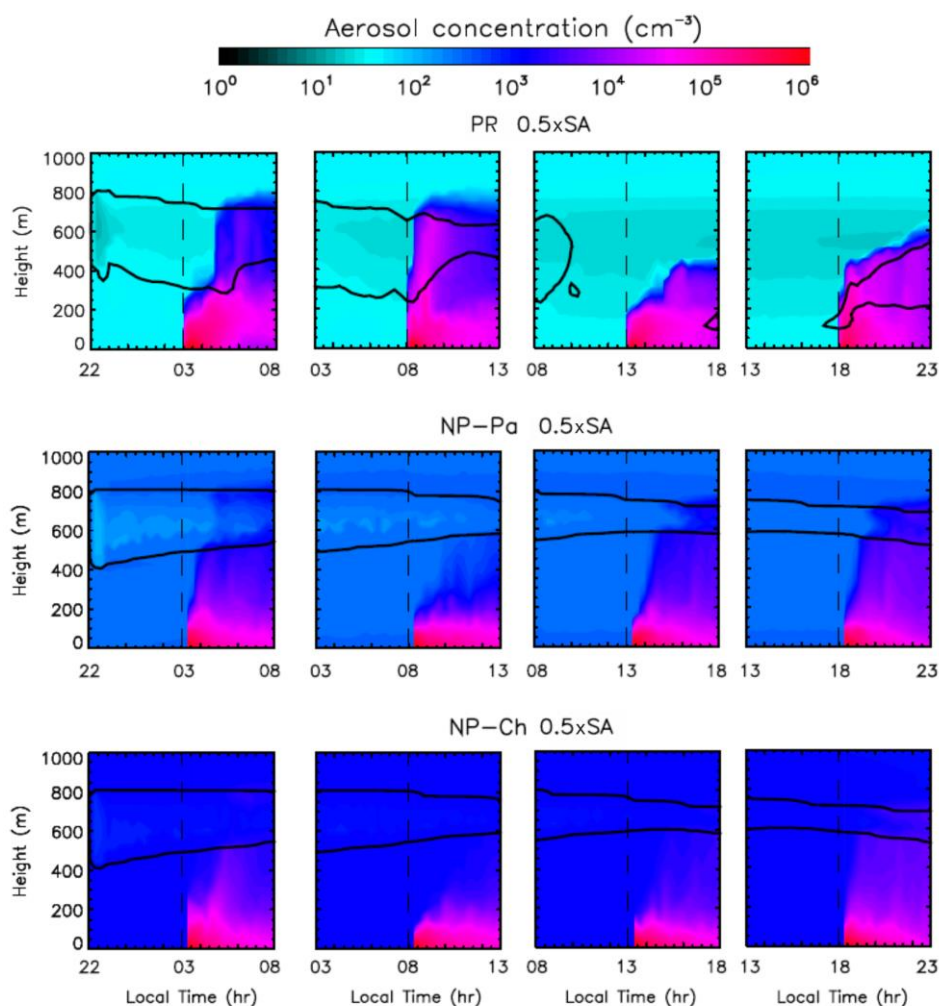 Aerosol concentration (cm⁻³)
10⁰ 10¹ 10² 10³ 10⁴ 10⁵ 10⁶
PR 0.5xSA
Height (m)
1000
800
600
400
200
0
22 03 08 03 08 13 08 13 18 13 18 23
NP-Pa 0.5xSA
Height (m)
1000
800
600
400
200
0
22 03 08 03 08 13 08 13 18 13 18 23
NP-Ch 0.5xSA
Height (m)
1000
800
600
400
200
0
22 03 08 03 08 13 08 13 18 13 18 23
Local Time (hr) Local Time (hr) Local Time (hr) Local Time (hr)